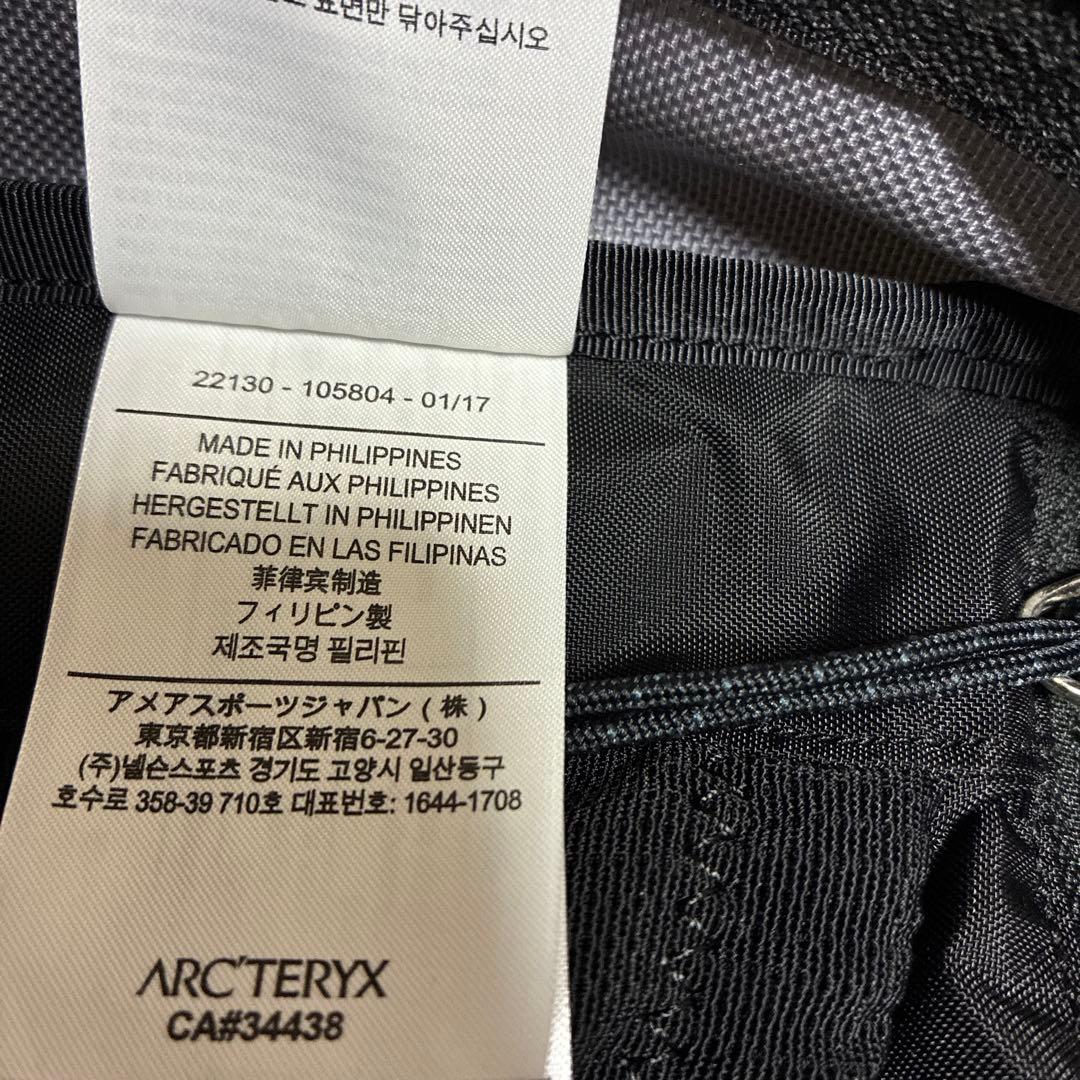 표면만 닦아주십시오
22130 - 105804 - 01/17
MADE IN PHILIPPINES
FABRIQUÉ AUX PHILIPPINES
HERGESTELLT IN PHILIPPINEN
FABRICADO EN LAS FILIPINAS
菲律宾制造
フィリピン製
제조국명 필리핀
アメアスポーツジャパン ( 株 )
東京都新宿区新宿6-27-30
(주)넬슨스포츠 경기도 고양시 일산동구
호수로 358-39 710호 대표번호: 1644-1708
ARC'TERYX
CA#34438